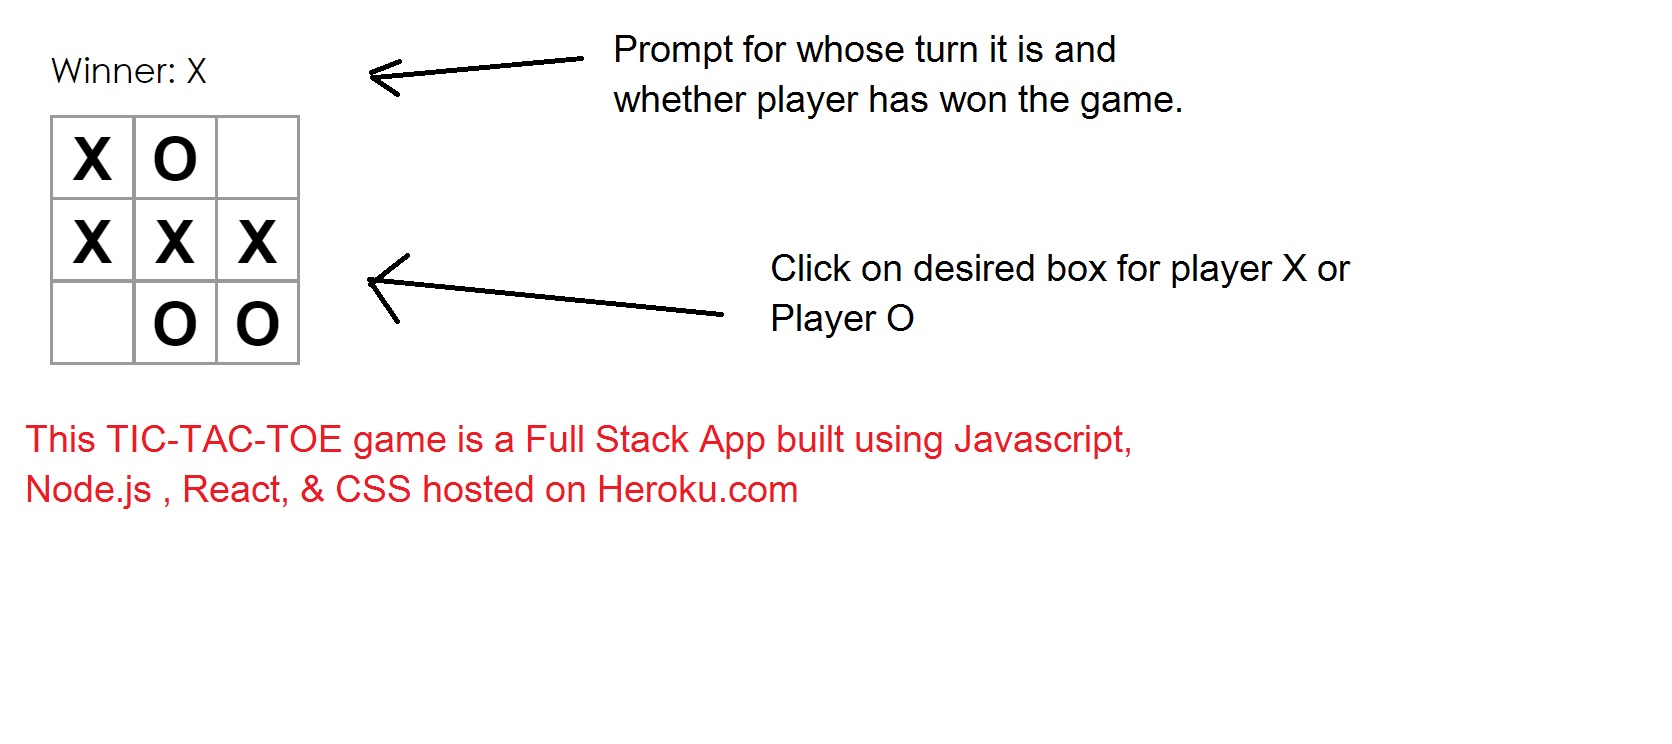 Winner: X
Prompt for whose turn it is and
whether player has won the game.
X O
X X X
O O
Click on desired box for player X or
Player O
This TIC-TAC-TOE game is a Full Stack App built using Javascript,
Node.js , React, & CSS hosted on Heroku.com